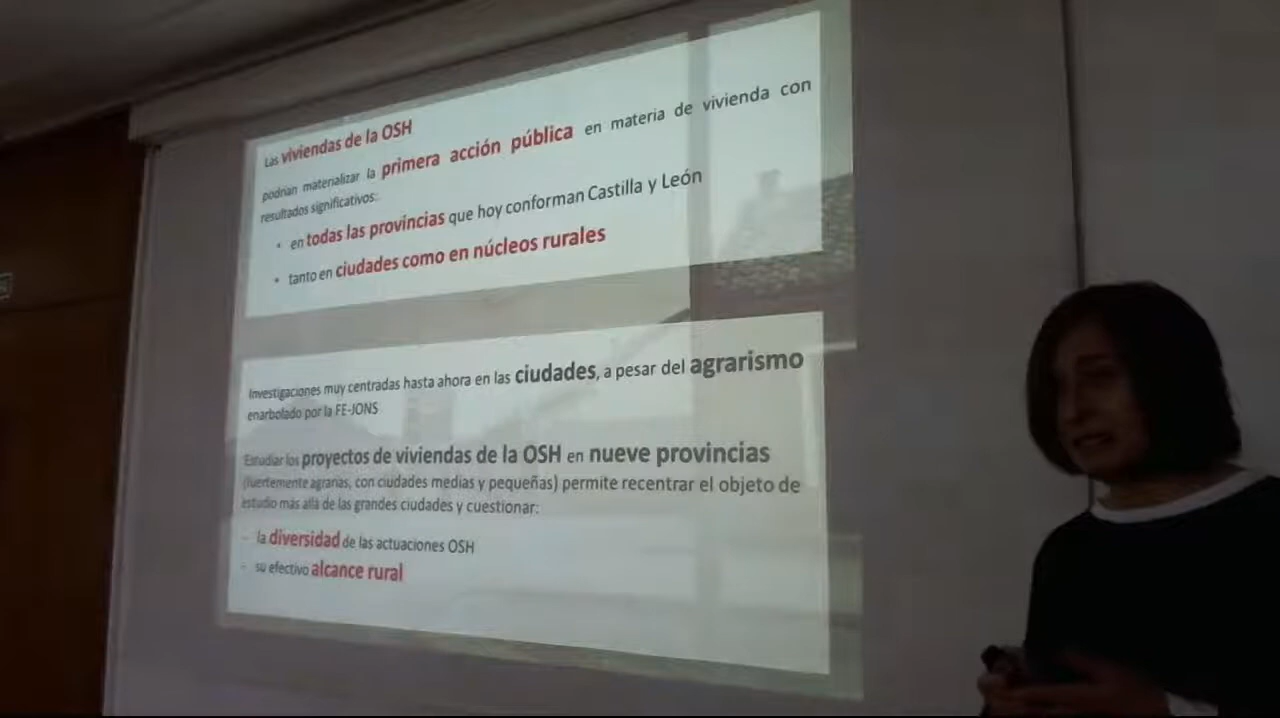 Las viviendas de la OSH
podrían materializar la primera acción pública en materia de vivienda con
resultados significativos:
• en todas las provincias que hoy conforman Castilla y León
• tanto en ciudades como en núcleos rurales
Investigaciones muy centradas hasta ahora en las ciudades, a pesar del agrarismo
enarbolado por la FE-JONS
Estudiar los proyectos de viviendas de la OSH en nueve provincias
(fuertemente agrarias, con ciudades medias y pequeñas) permite recentrar el objeto de
estudio más allá de las grandes ciudades y cuestionar:
- la diversidad de las actuaciones OSH
- su efectivo alcance rural